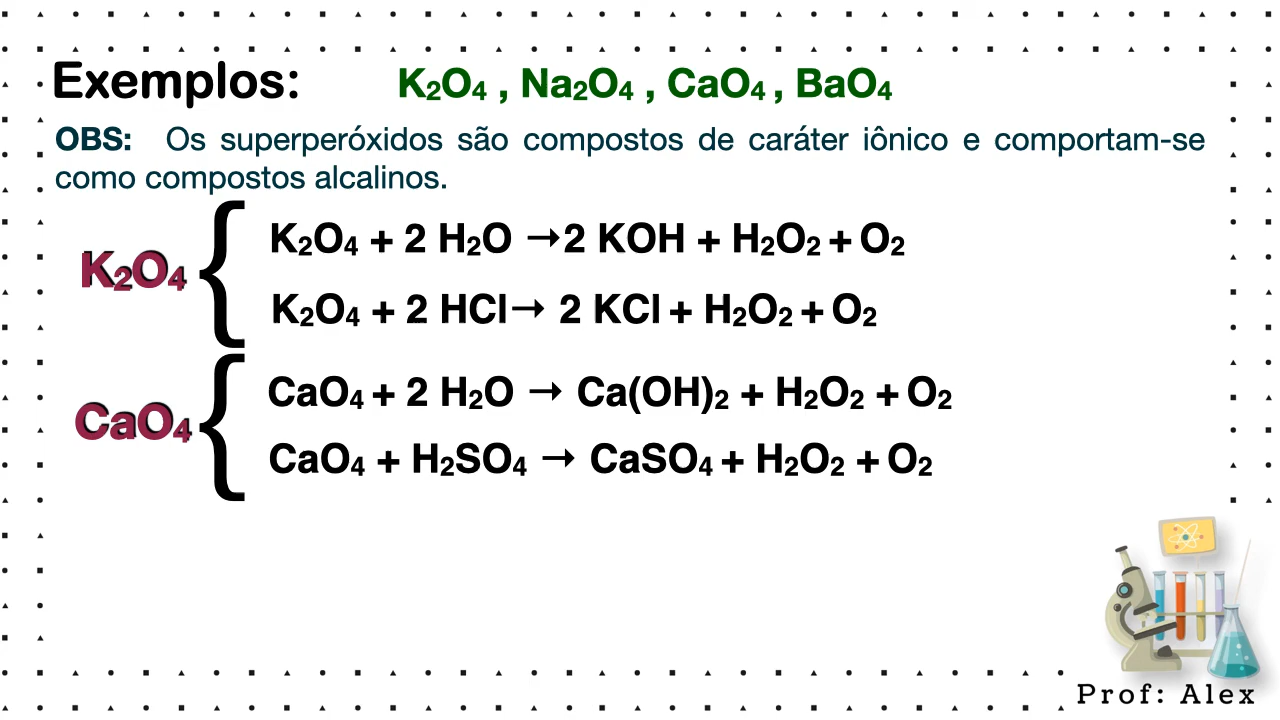 Exemplos: K₂O₄ , Na₂O₄ , CaO₄ , BaO₄
OBS: Os superperóxidos são compostos de caráter iônico e comportam-se
como compostos alcalinos.
K₂O₄
K₂O₄ + 2 H₂O →2 KOH + H₂O₂ + O₂
K₂O₄ + 2 HCl→ 2 KCl + H₂O₂ + O₂
CaO₄
CaO₄ + 2 H₂O → Ca(OH)₂ + H₂O₂ + O₂
CaO₄ + H₂SO₄ → CaSO₄ + H₂O₂ + O₂
Prof: Alex